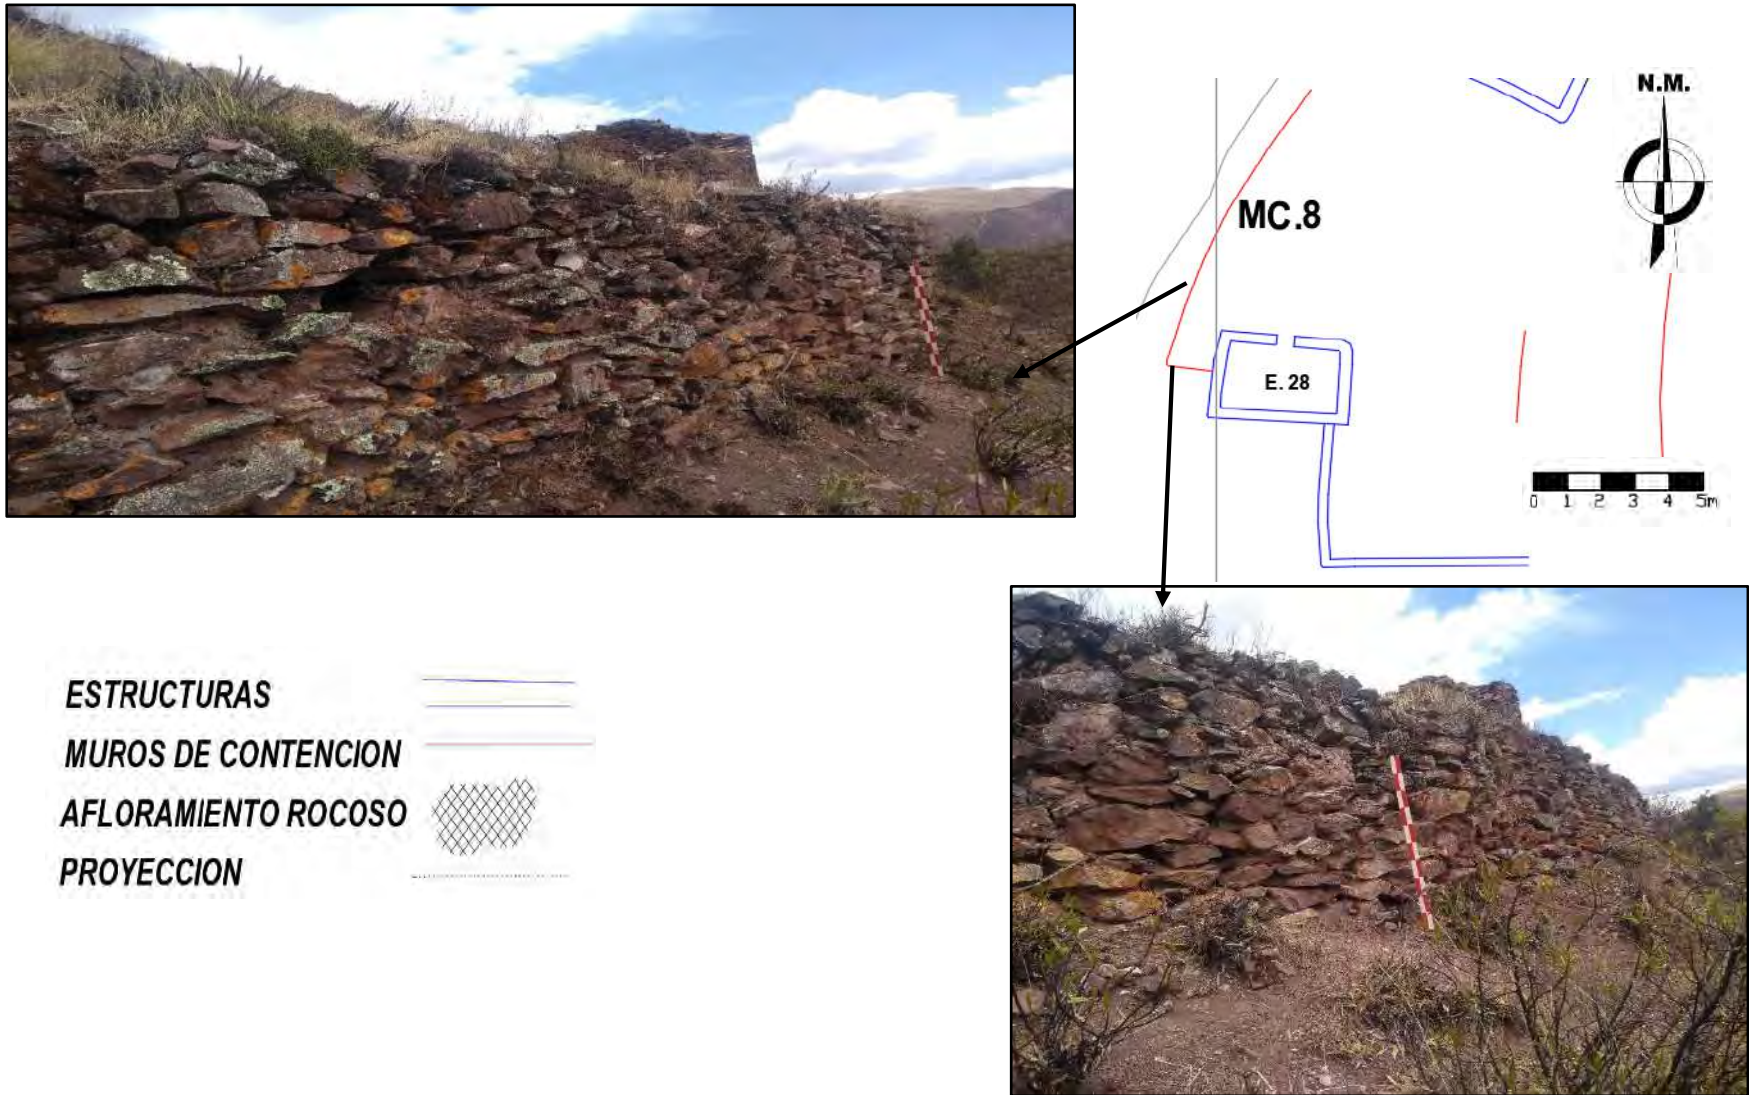 N.M.
MC.8
E. 28
0 1 2 3 4 5m
ESTRUCTURAS
MUROS DE CONTENCION
AFLORAMIENTO ROCOSO
PROYECCION